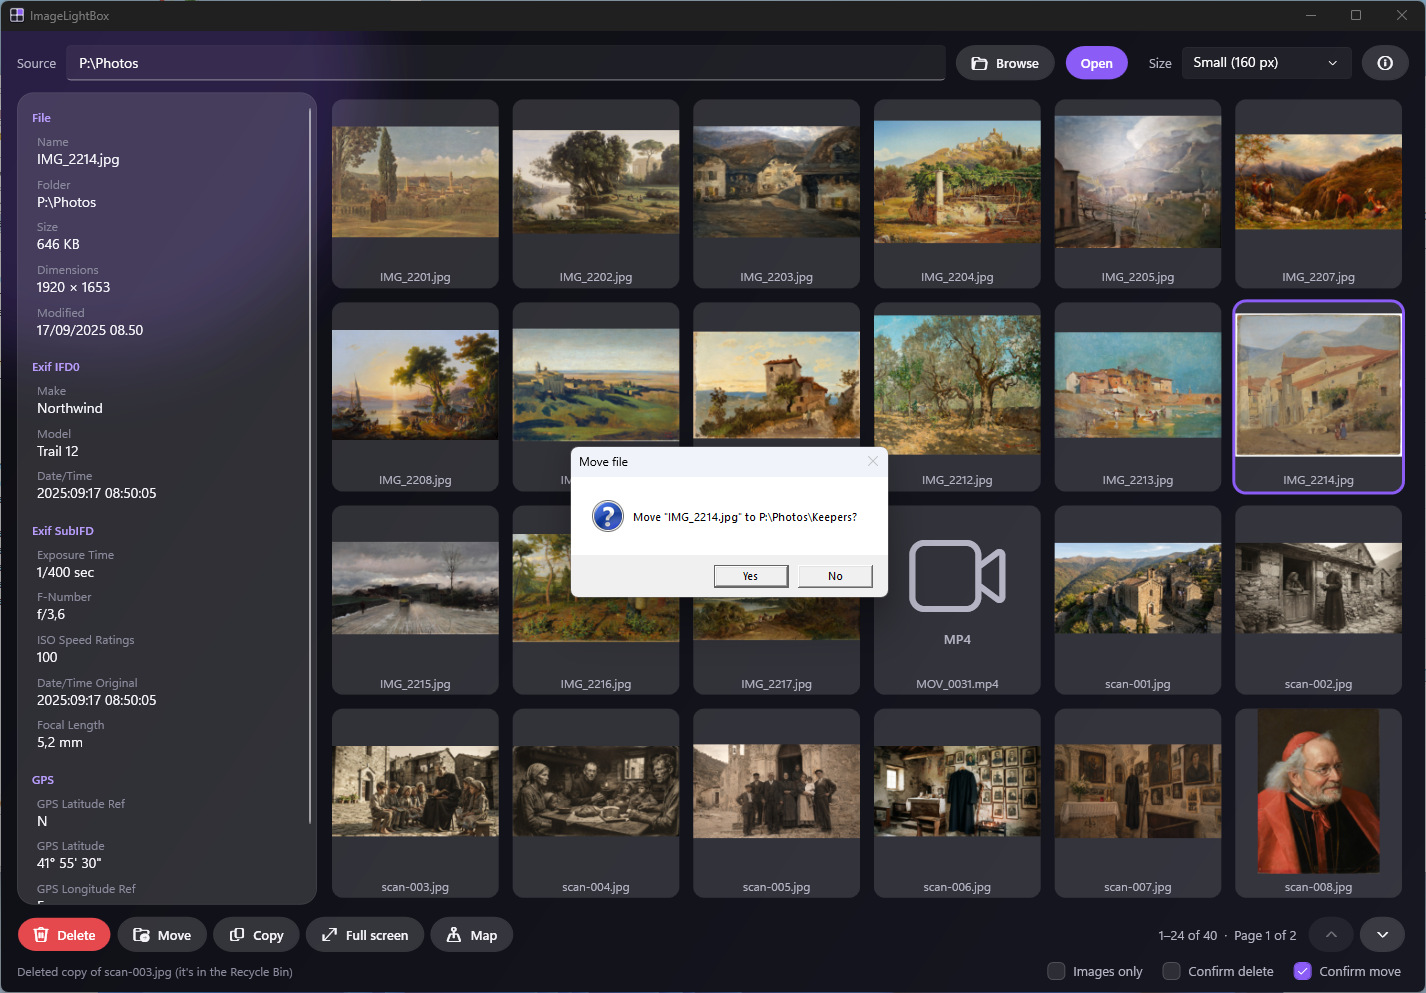 ImageLightBox
Source
P:\Photos
Browse
Open
Size
Small (160 px)
File
Name
IMG_2214.jpg
Folder
P:\Photos
Size
646 KB
Dimensions
1920 × 1653
Modified
17/09/2025 08.50
Exif IFD0
Make
Northwind
Model
Trail 12
Date/Time
2025:09:17 08:50:05
Exif SubIFD
Exposure Time
1/400 sec
F-Number
f/3,6
ISO Speed Ratings
100
Date/Time Original
2025:09:17 08:50:05
Focal Length
5,2 mm
GPS
GPS Latitude Ref
N
GPS Latitude
41° 55' 30"
GPS Longitude Ref
IMG_2201.jpg
IMG_2202.jpg
IMG_2203.jpg
IMG_2204.jpg
IMG_2205.jpg
IMG_2207.jpg
IMG_2208.jpg
IMG_2212.jpg
IMG_2213.jpg
IMG_2214.jpg
Move file
Move "IMG_2214.jpg" to P:\Photos\Keepers?
Yes
No
MP4
IMG_2215.jpg
IMG_2216.jpg
IMG_2217.jpg
MOV_0031.mp4
scan-001.jpg
scan-002.jpg
scan-003.jpg
scan-004.jpg
scan-005.jpg
scan-006.jpg
scan-007.jpg
scan-008.jpg
Delete
Move
Copy
Full screen
Map
1–24 of 40 · Page 1 of 2
Deleted copy of scan-003.jpg (it's in the Recycle Bin)
Images only
Confirm delete
Confirm move